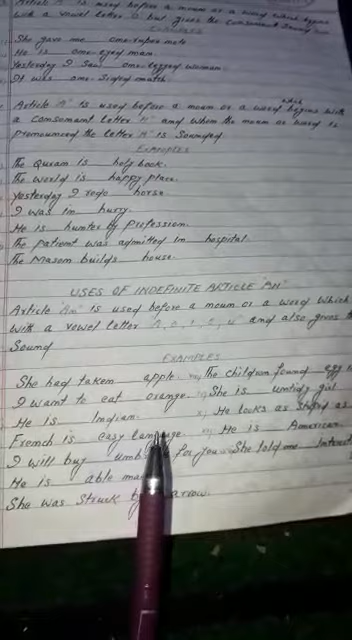 Article "A" is used before a noun or a word which begins
with a vowel letter O but gives the consonant sound
EXAMPLES
She gave me one-rupee note
He is one-eyed man.
Yesterday I saw one-legged woman.
It was one-sided match.
Article "A" is used before a noun or a word which begins with
a consonant letter "H" and when the noun or word is
pronounced the letter "H" is Sounded
EXAMPLES
The Quran is holy book.
The world is happy place.
Yesterday I rode horse.
I was in hurry.
He is hunter by Profession.
The patient was admitted in hospital.
The Mason builds house.
USES OF INDEFINITE ARTICLE "AN"
Article "An" is used before a noun or a word which
with a vowel letter "A, e, i, o, u" and also gives the
Sound
EXAMPLES
She had taken apple. The children found egg
I want to eat orange. She is untidy girl
He is Indian. He looks as stupid as
French is easy language. He is American
I will buy for you. She told me
He is able
She was struck by arrow.